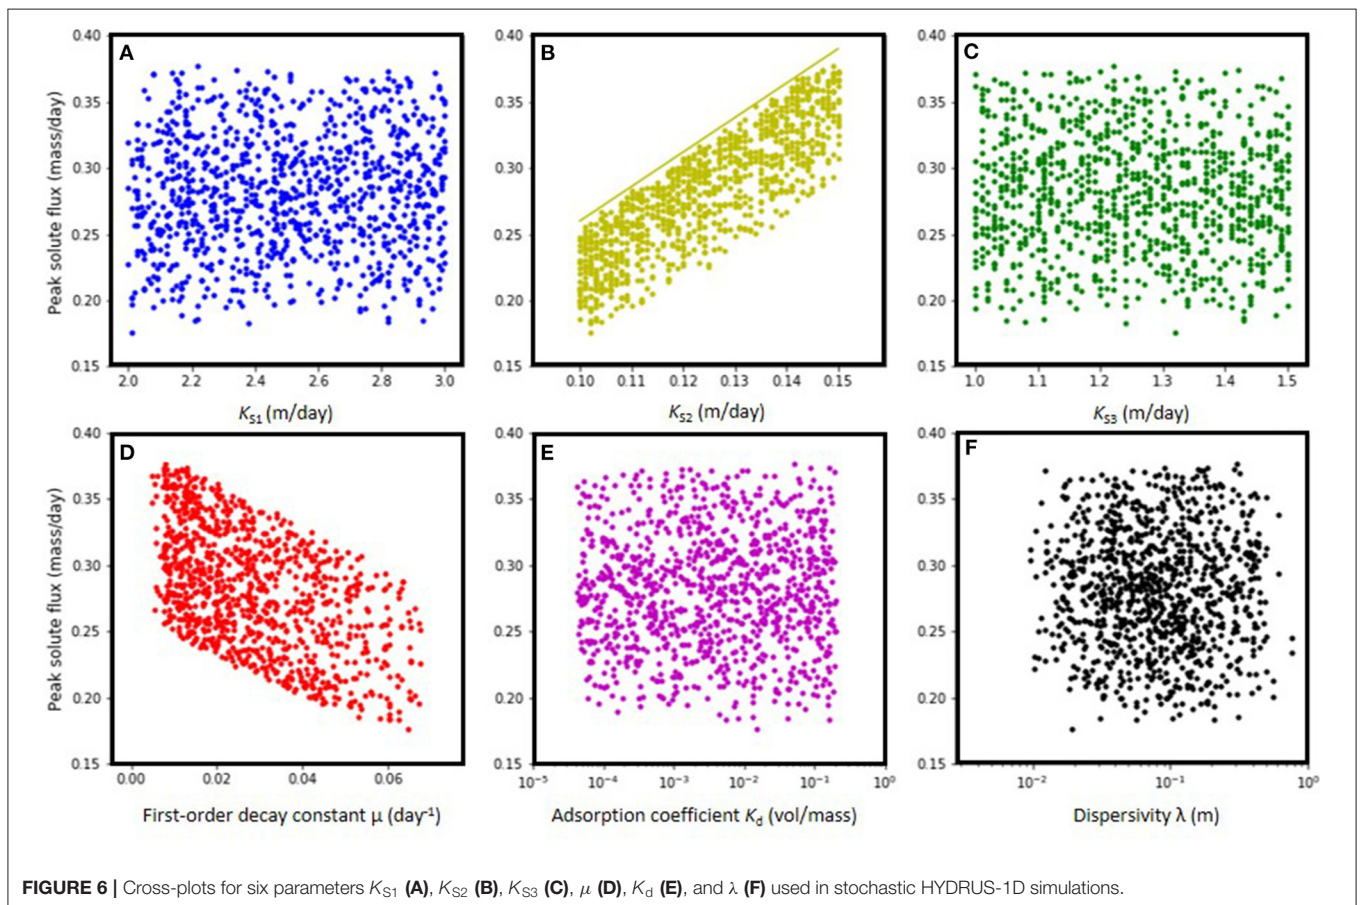 A
B
C
0.40
0.35
0.30
0.25
0.20
0.15
Peak solute flux (mass/day)
2.0 2.2 2.4 2.6 2.8 3.0
K_S1 (m/day)
0.40
0.35
0.30
0.25
0.20
0.15
0.10 0.11 0.12 0.13 0.14 0.15
K_S2 (m/day)
0.40
0.35
0.30
0.25
0.20
0.15
1.0 1.1 1.2 1.3 1.4 1.5
K_S3 (m/day)
D
E
F
0.40
0.35
0.30
0.25
0.20
0.15
Peak solute flux (mass/day)
0.00 0.02 0.04 0.06
First-order decay constant μ (day⁻¹)
0.40
0.35
0.30
0.25
0.20
0.15
10⁻⁵ 10⁻⁴ 10⁻³ 10⁻² 10⁻¹ 10⁰
Adsorption coefficient K_d (vol/mass)
0.40
0.35
0.30
0.25
0.20
0.15
10⁻² 10⁻¹ 10⁰
Dispersivity λ (m)
FIGURE 6 | Cross-plots for six parameters K_S1 (A), K_S2 (B), K_S3 (C), μ (D), K_d (E), and λ (F) used in stochastic HYDRUS-1D simulations.